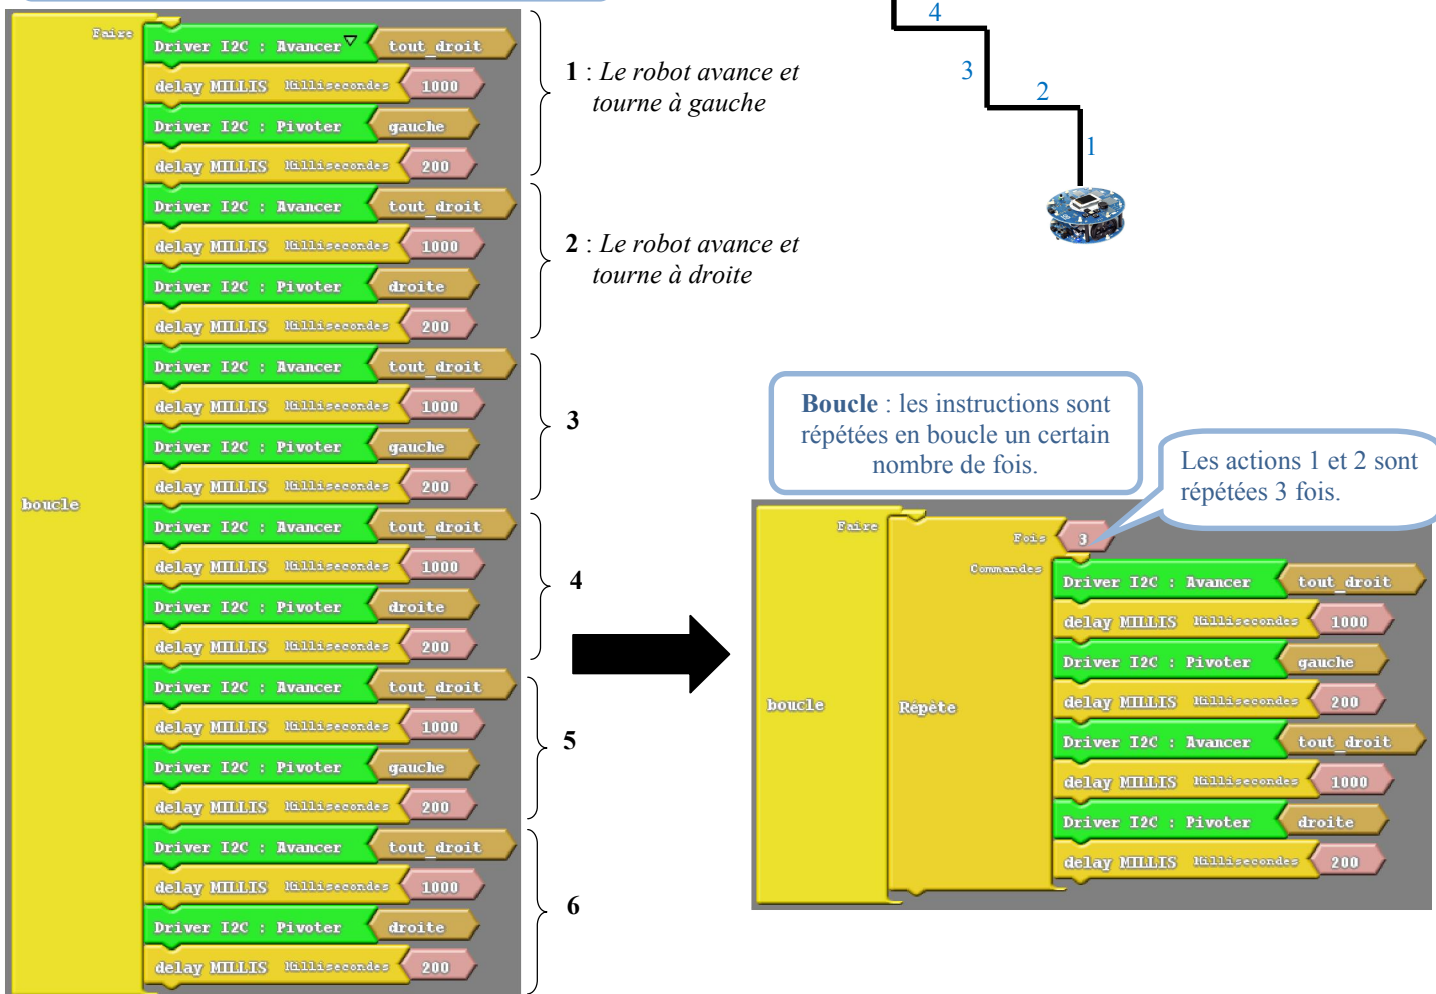 Faire
Driver I2C : Avancer tout_droit
delay MILLIS Millisecondes 1000
Driver I2C : Pivoter gauche
delay MILLIS Millisecondes 200
Driver I2C : Avancer tout_droit
delay MILLIS Millisecondes 1000
Driver I2C : Pivoter droite
delay MILLIS Millisecondes 200
Driver I2C : Avancer tout_droit
delay MILLIS Millisecondes 1000
Driver I2C : Pivoter gauche
delay MILLIS Millisecondes 200
boucle
Driver I2C : Avancer tout_droit
delay MILLIS Millisecondes 1000
Driver I2C : Pivoter droite
delay MILLIS Millisecondes 200
Driver I2C : Avancer tout_droit
delay MILLIS Millisecondes 1000
Driver I2C : Pivoter gauche
delay MILLIS Millisecondes 200
Driver I2C : Avancer tout_droit
delay MILLIS Millisecondes 1000
Driver I2C : Pivoter droite
delay MILLIS Millisecondes 200
1 : Le robot avance et
tourne à gauche
2 : Le robot avance et
tourne à droite
3
4
5
6
4
3
2
1
Boucle : les instructions sont
répétées en boucle un certain
nombre de fois.
Les actions 1 et 2 sont
répétées 3 fois.
Faire
Fois 3
Commandes
Driver I2C : Avancer tout_droit
delay MILLIS Millisecondes 1000
Driver I2C : Pivoter gauche
delay MILLIS Millisecondes 200
boucle
Répète
Driver I2C : Avancer tout_droit
delay MILLIS Millisecondes 1000
Driver I2C : Pivoter droite
delay MILLIS Millisecondes 200